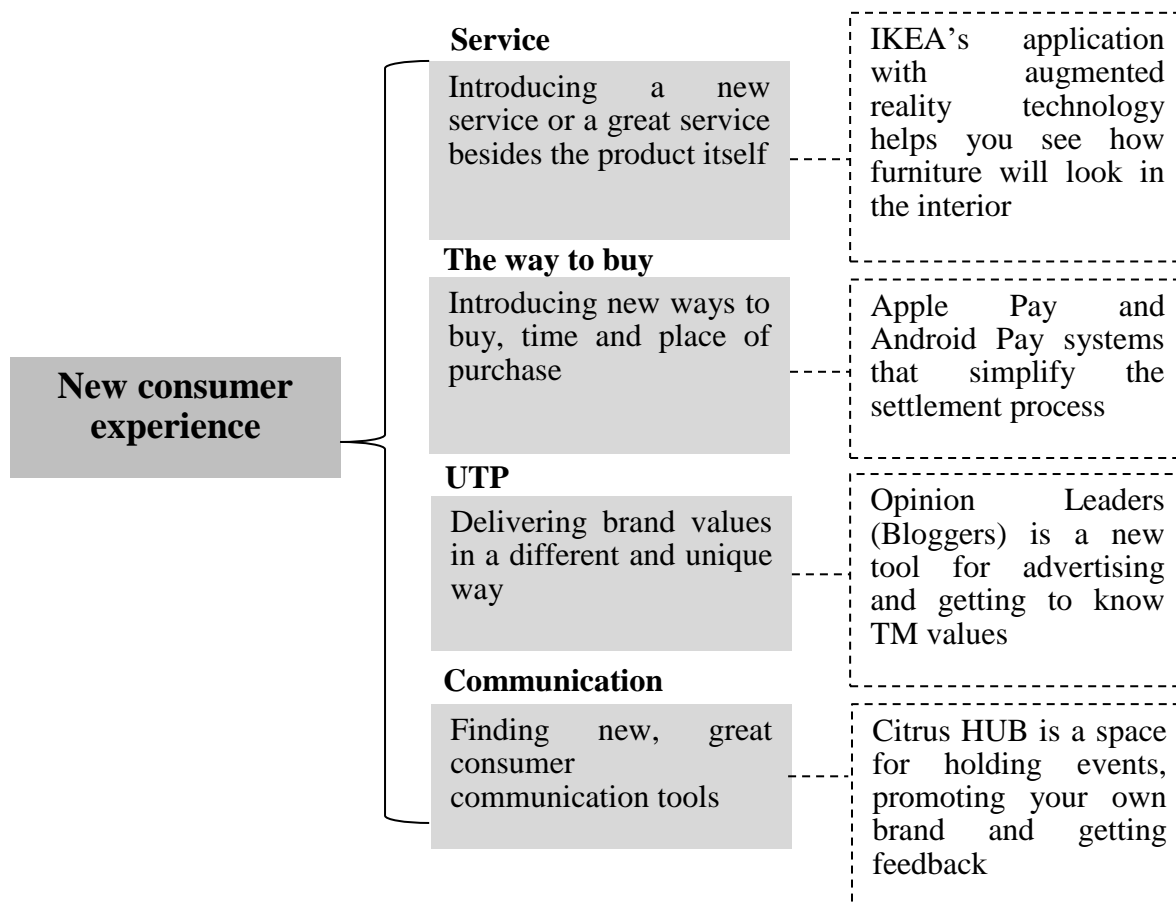 New consumer
experience
Service
Introducing a new
service or a great service
besides the product itself
IKEA’s application
with augmented
reality technology
helps you see how
furniture will look in
the interior
The way to buy
Introducing new ways to
buy, time and place of
purchase
Apple Pay and
Android Pay systems
that simplify the
settlement process
UTP
Delivering brand values
in a different and unique
way
Opinion Leaders
(Bloggers) is a new
tool for advertising
and getting to know
TM values
Communication
Finding new, great
consumer
communication tools
Citrus HUB is a space
for holding events,
promoting your own
brand and getting
feedback